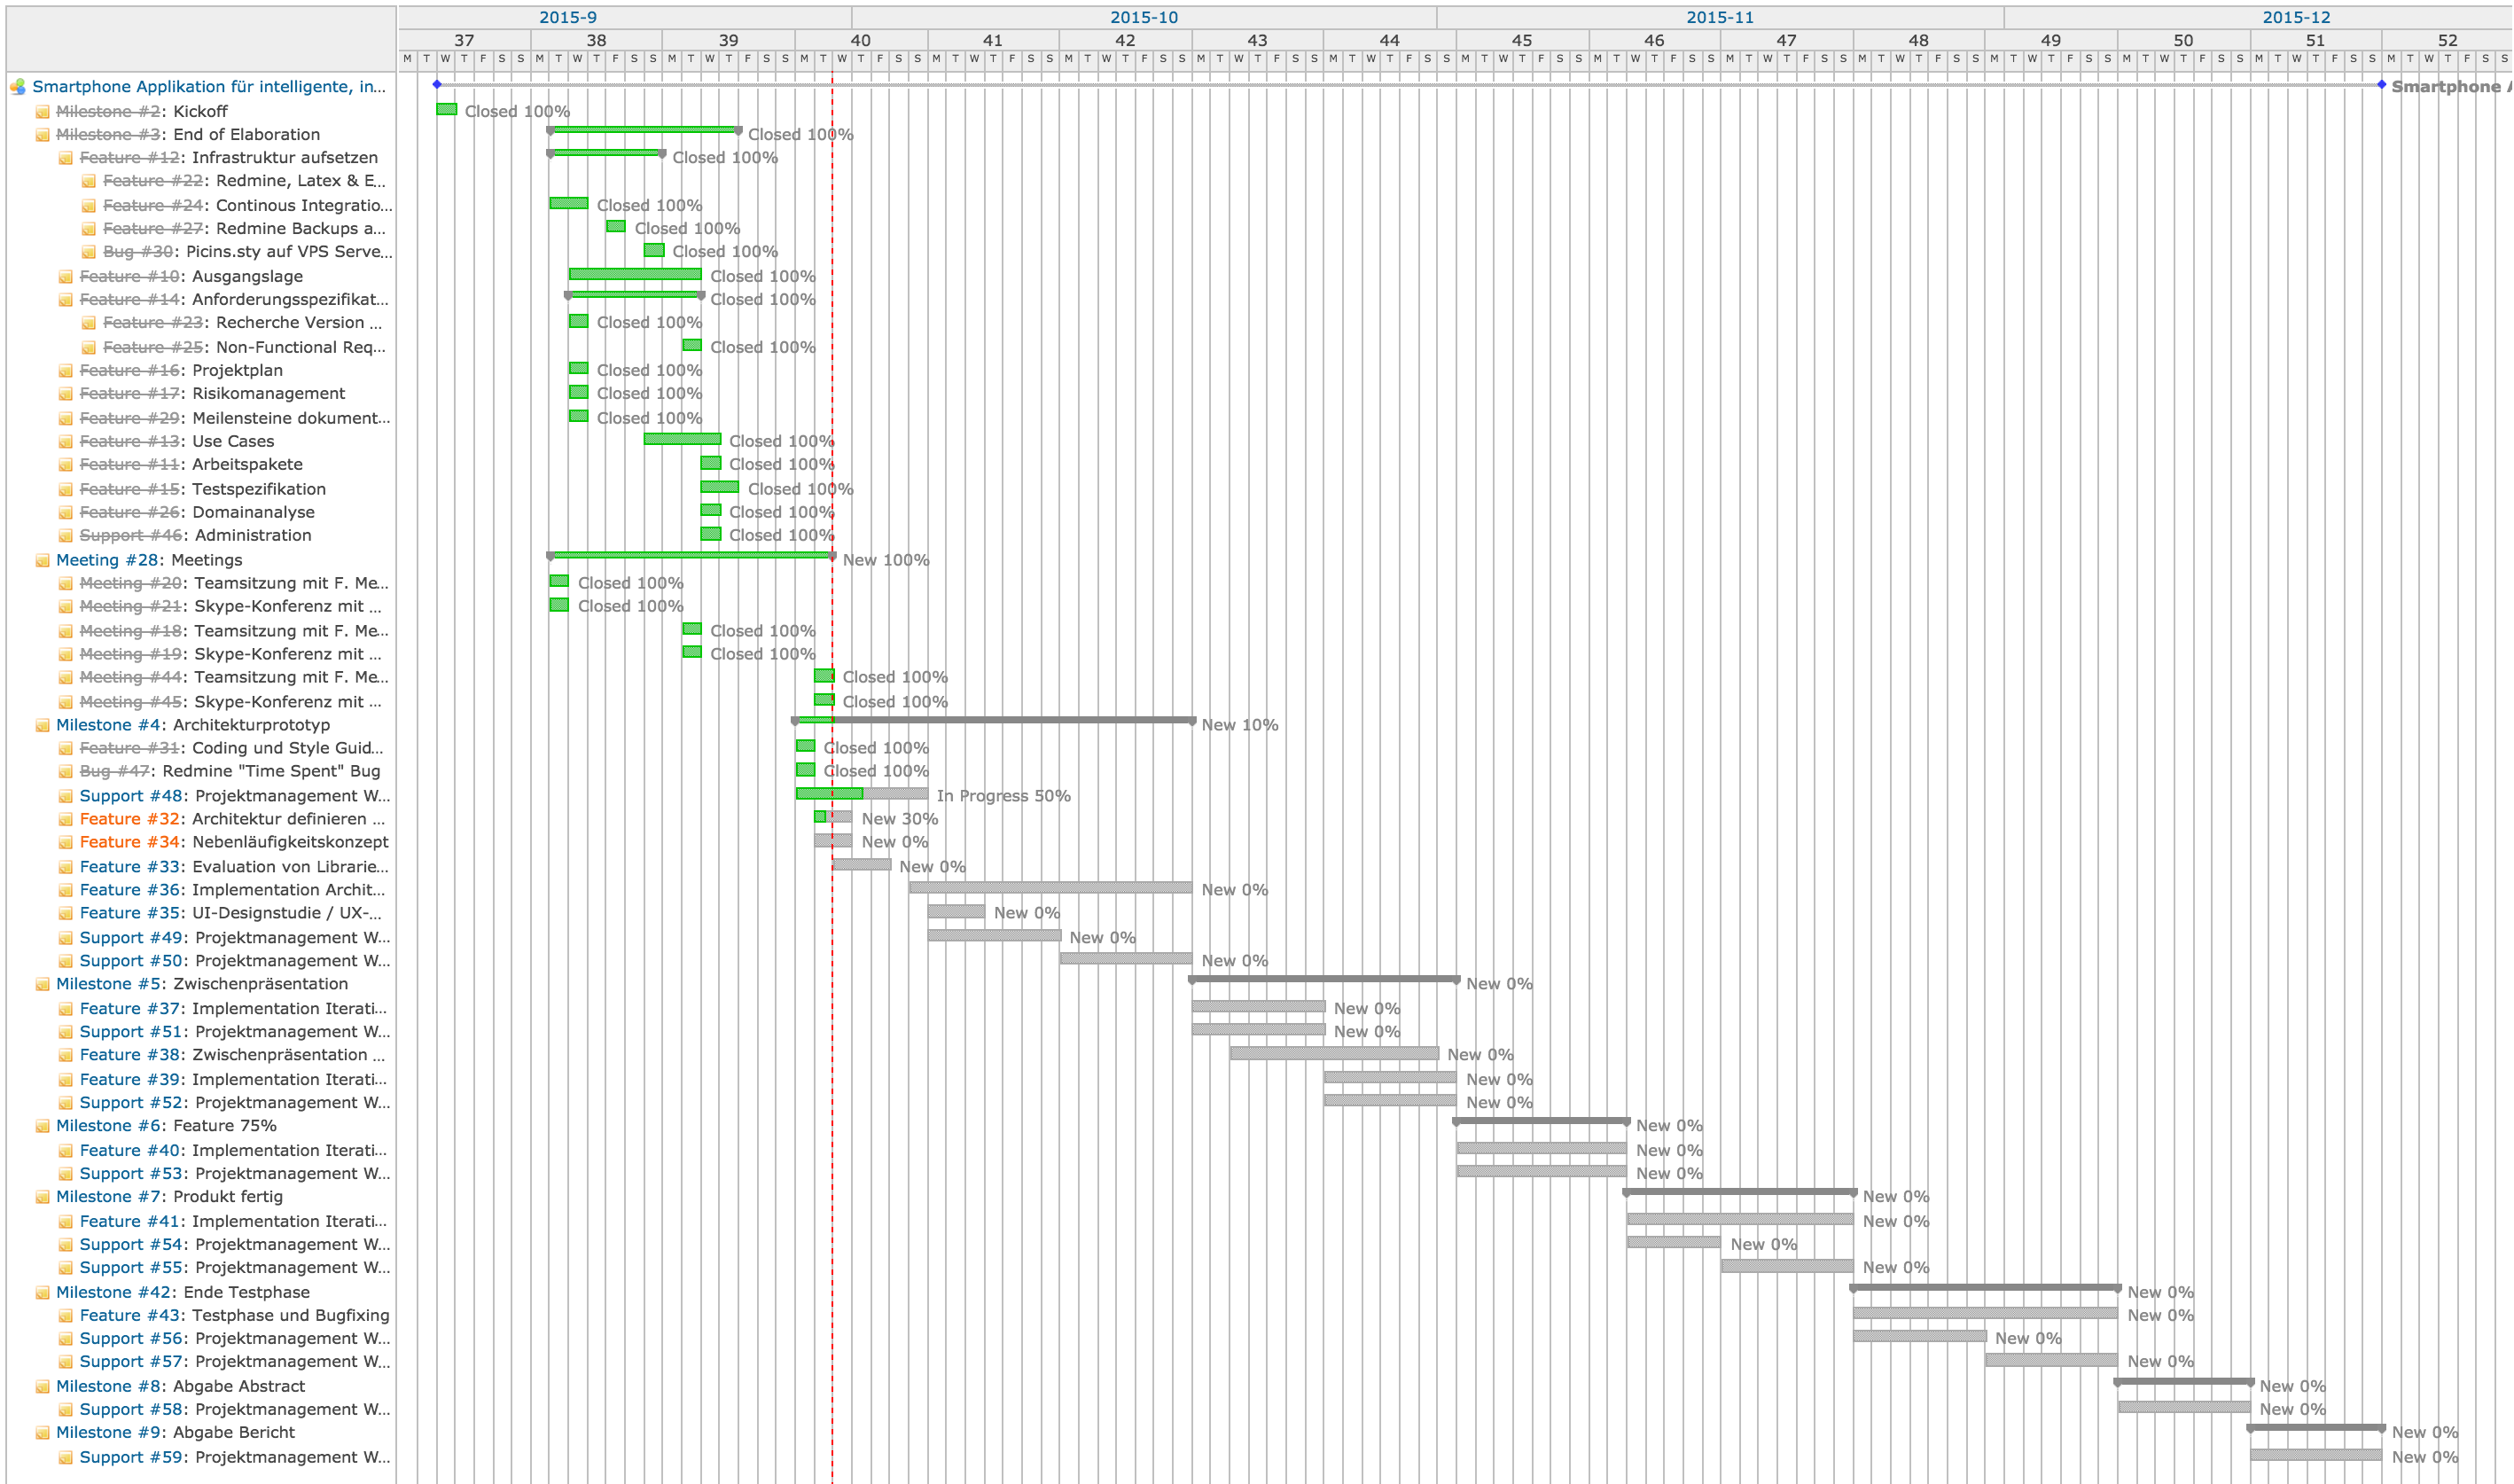 2015-9 2015-10 2015-11 2015-12
37 38 39 40 41 42 43 44 45 46 47 48 49 50 51 52
M T W T F S S M T W T F S S M T W T F S S M T W T F S S M T W T F S S M T W T F S S M T W T F S S M T W T F S S M T W T F S S M T W T F S S M T W T F S S M T W T F S S M T W T F S S M T W T F S S M T W T F S S M T W T F S S
Smartphone Applikation für intelligente, in... Smartphone A
Milestone #2: Kickoff Closed 100%
Milestone #3: End of Elaboration Closed 100%
Feature #12: Infrastruktur aufsetzen Closed 100%
Feature #22: Redmine, Latex & E...
Feature #24: Continous Integratio... Closed 100%
Feature #27: Redmine Backups a... Closed 100%
Bug #30: Picins.sty auf VPS Serve... Closed 100%
Feature #10: Ausgangslage Closed 100%
Feature #14: Anforderungsspezifikat... Closed 100%
Feature #23: Recherche Version ... Closed 100%
Feature #25: Non-Functional Req... Closed 100%
Feature #16: Projektplan Closed 100%
Feature #17: Risikomanagement Closed 100%
Feature #29: Meilensteine dokument... Closed 100%
Feature #13: Use Cases Closed 100%
Feature #11: Arbeitspakete Closed 100%
Feature #15: Testspezifikation Closed 100%
Feature #26: Domainanalyse Closed 100%
Support #46: Administration Closed 100%
Meeting #28: Meetings New 100%
Meeting #20: Teamsitzung mit F. Me... Closed 100%
Meeting #21: Skype-Konferenz mit ... Closed 100%
Meeting #18: Teamsitzung mit F. Me... Closed 100%
Meeting #19: Skype-Konferenz mit ... Closed 100%
Meeting #44: Teamsitzung mit F. Me... Closed 100%
Meeting #45: Skype-Konferenz mit ... Closed 100%
Milestone #4: Architekturprototyp New 10%
Feature #31: Coding und Style Guid... Closed 100%
Bug #47: Redmine "Time Spent" Bug Closed 100%
Support #48: Projektmanagement W... In Progress 50%
Feature #32: Architektur definieren ... New 30%
Feature #34: Nebenläufigkeitskonzept New 0%
Feature #33: Evaluation von Librarie... New 0%
Feature #36: Implementation Archit... New 0%
Feature #35: UI-Designstudie / UX-... New 0%
Support #49: Projektmanagement W... New 0%
Support #50: Projektmanagement W... New 0%
Milestone #5: Zwischenpräsentation New 0%
Feature #37: Implementation Iterati... New 0%
Support #51: Projektmanagement W... New 0%
Feature #38: Zwischenpräsentation ... New 0%
Feature #39: Implementation Iterati... New 0%
Support #52: Projektmanagement W... New 0%
Milestone #6: Feature 75% New 0%
Feature #40: Implementation Iterati... New 0%
Support #53: Projektmanagement W... New 0%
Milestone #7: Produkt fertig New 0%
Feature #41: Implementation Iterati... New 0%
Support #54: Projektmanagement W... New 0%
Support #55: Projektmanagement W... New 0%
Milestone #42: Ende Testphase New 0%
Feature #43: Testphase und Bugfixing New 0%
Support #56: Projektmanagement W... New 0%
Support #57: Projektmanagement W... New 0%
Milestone #8: Abgabe Abstract New 0%
Support #58: Projektmanagement W... New 0%
Milestone #9: Abgabe Bericht New 0%
Support #59: Projektmanagement W... New 0%